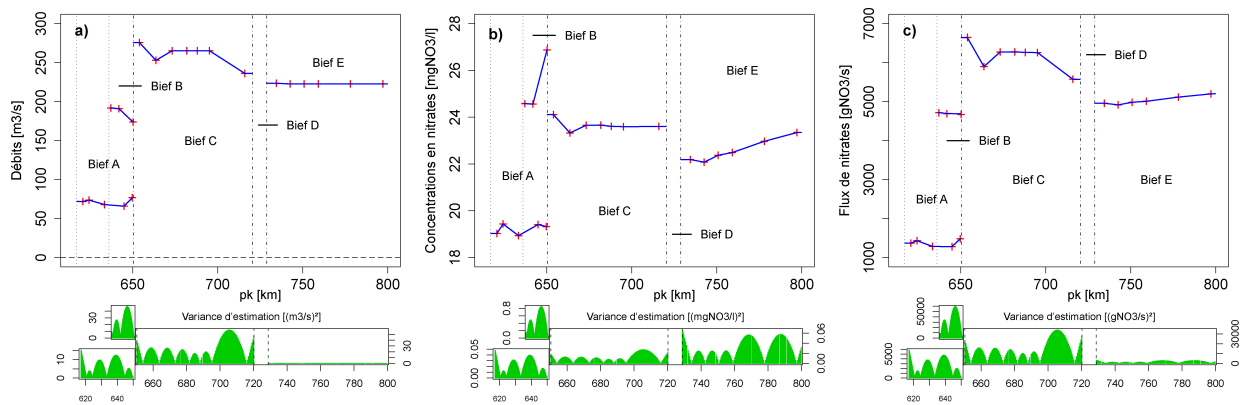 a)
Débits [m3/s]
300
250
200
150
100
50
0
Bief A
Bief B
Bief C
Bief D
Bief E
650
700
750
800
pk [km]
Variance d'estimation [(m3/s)²]
30
0
10
0
30
0
620
640
660
680
700
720
740
760
780
800
b)
Concentrations en nitrates [mgNO3/l]
28
26
24
22
20
18
Bief A
Bief B
Bief C
Bief D
Bief E
650
700
750
800
pk [km]
Variance d'estimation [(mgNO3/l)²]
0.8
0.0
0.05
0.00
0.06
0.00
620
640
660
680
700
720
740
760
780
800
c)
Flux de nitrates [gNO3/s]
7000
5000
3000
1000
Bief A
Bief B
Bief C
Bief D
Bief E
650
700
750
800
pk [km]
Variance d'estimation [(gNO3/s)²]
50000
0
5000
0
30000
0
620
640
660
680
700
720
740
760
780
800